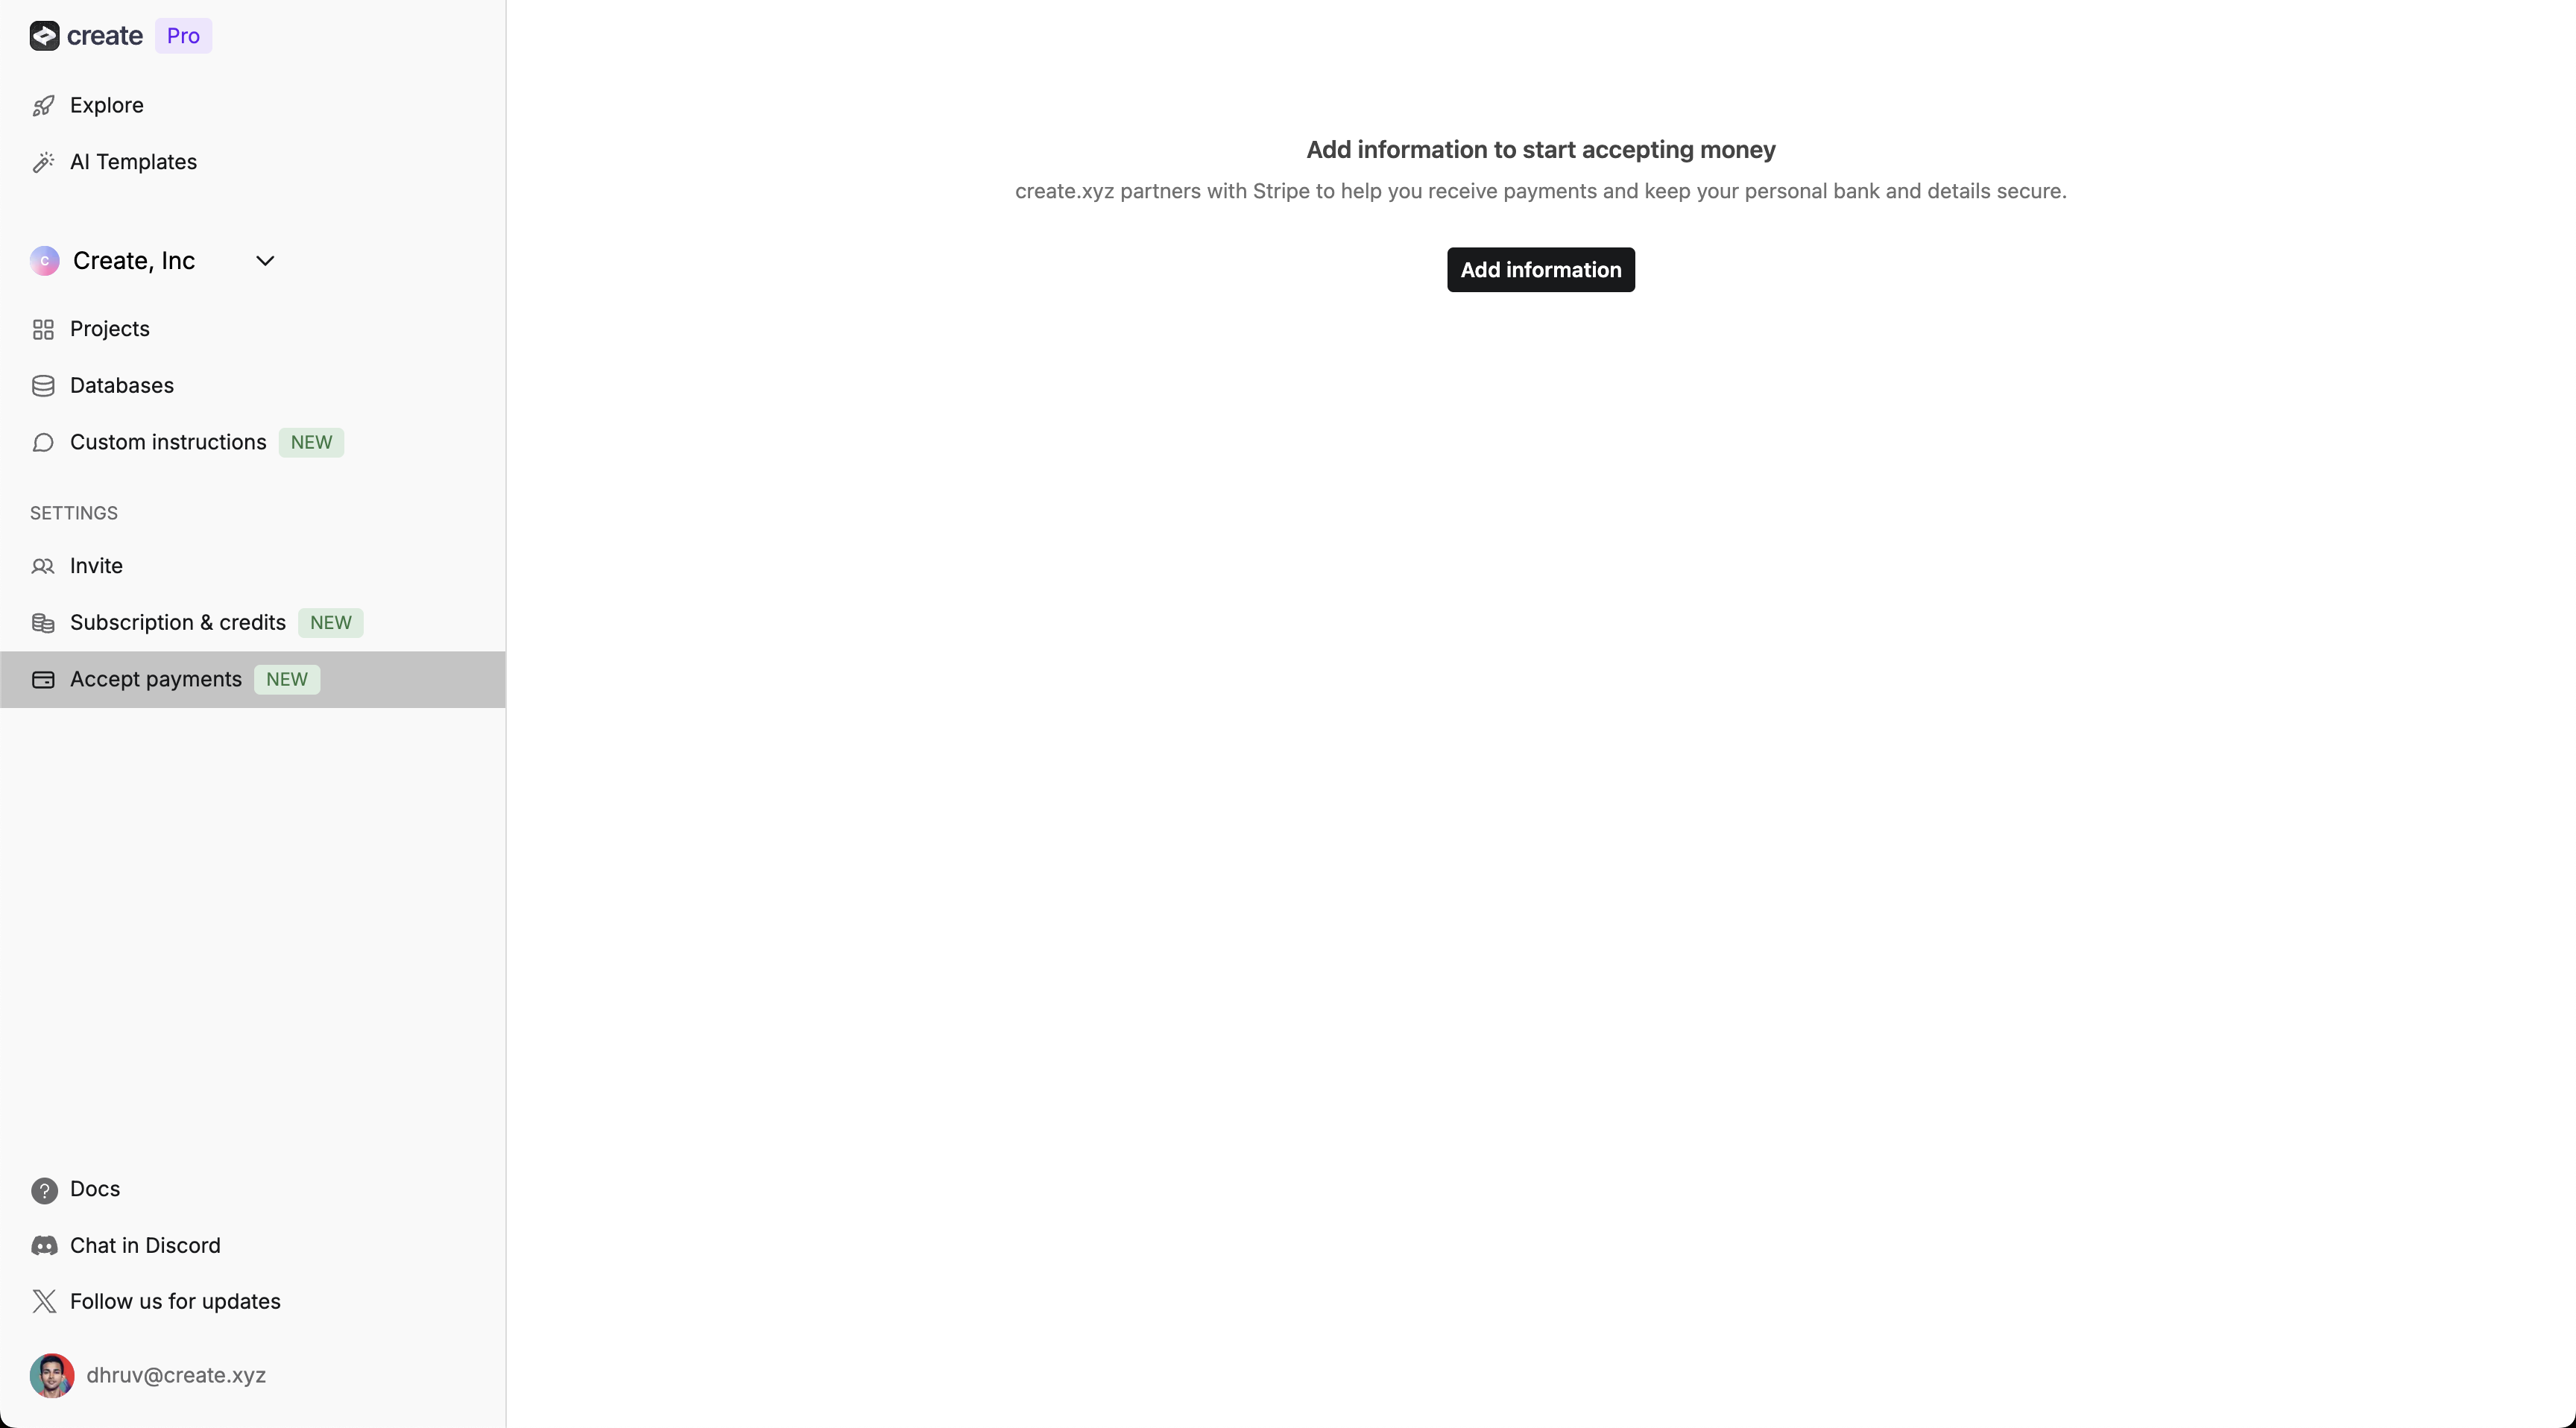 create Pro
Explore
AI Templates
C Create, Inc
Projects
Databases
Custom instructions NEW
SETTINGS
Invite
Subscription & credits NEW
Accept payments NEW
Docs
Chat in Discord
Follow us for updates
dhruv@create.xyz
Add information to start accepting money
create.xyz partners with Stripe to help you receive payments and keep your personal bank and details secure.
Add information